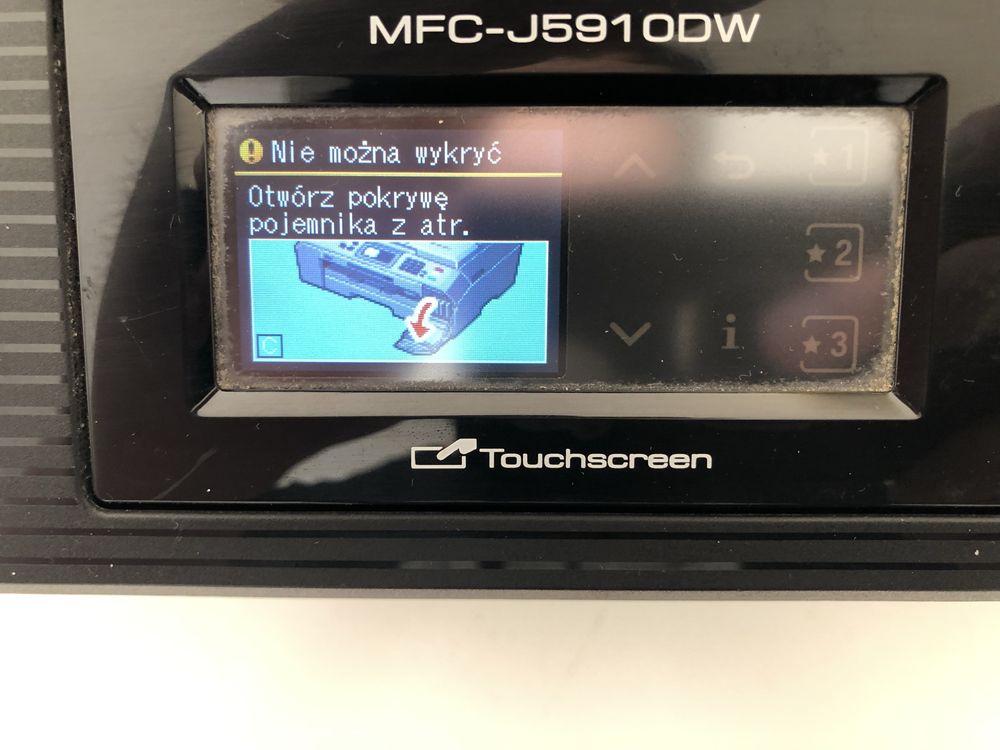 MFC-J5910DW
Nie można wykryć
Otwórz pokrywę
pojemnika z atr.
C
★1
★2
i
★3
Touchscreen